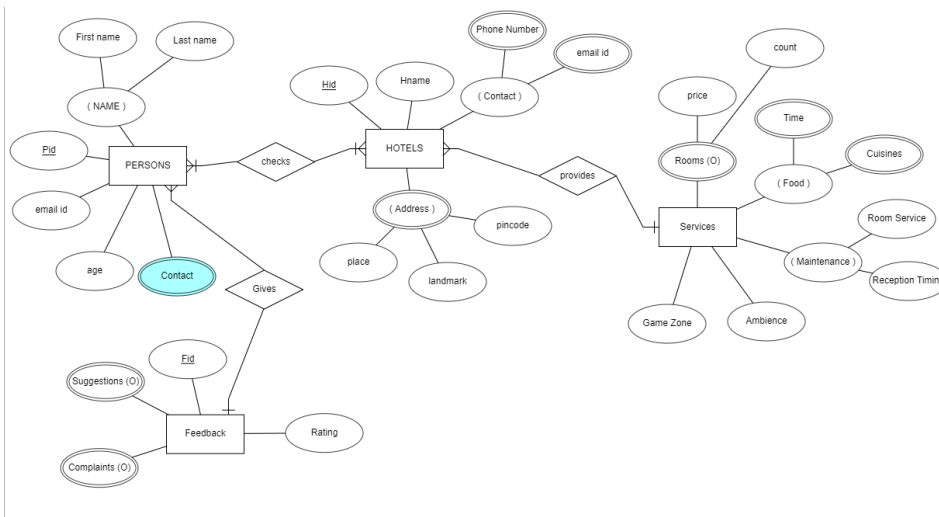 First name
Last name
( NAME )
Pid
PERSONS
email id
age
Contact
checks
Gives
Hid
Hname
Phone Number
email id
( Contact )
HOTELS
( Address )
place
landmark
pincode
provides
count
price
Rooms (O)
Time
Cuisines
( Food )
Services
Room Service
( Maintenance )
Reception Timin
Game Zone
Ambience
Fid
Suggestions (O)
Feedback
Rating
Complaints (O)